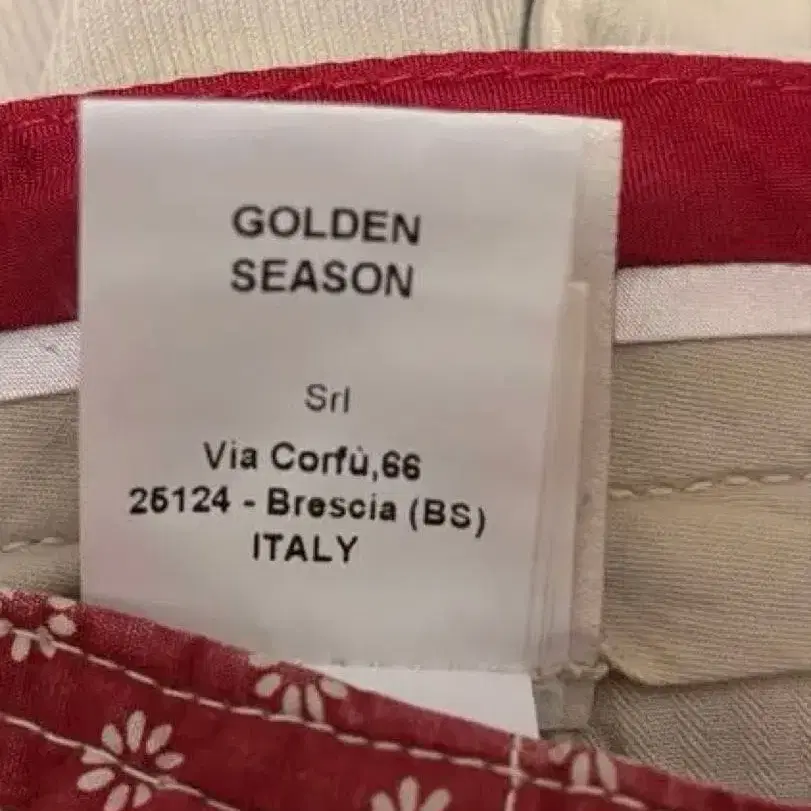 GOLDEN
SEASON
Srl
Via Corfù,66
25124 - Brescia (BS)
ITALY